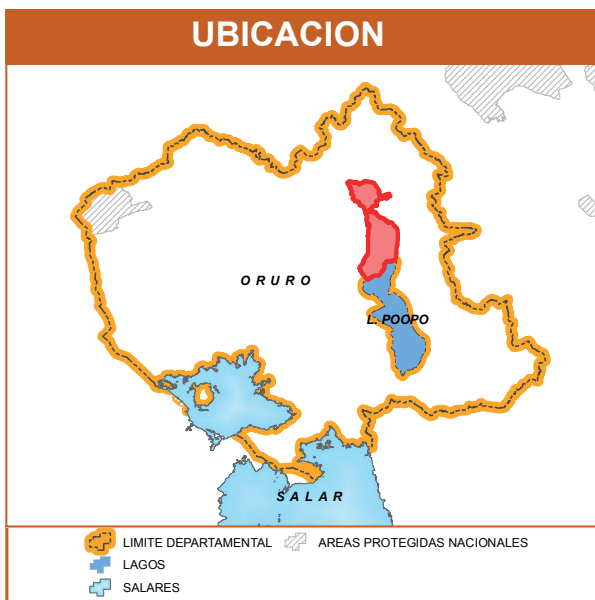 UBICACION
ORURO
L. POOPO
SALAR
LIMITE DEPARTAMENTAL
AREAS PROTEGIDAS NACIONALES
LAGOS
SALARES